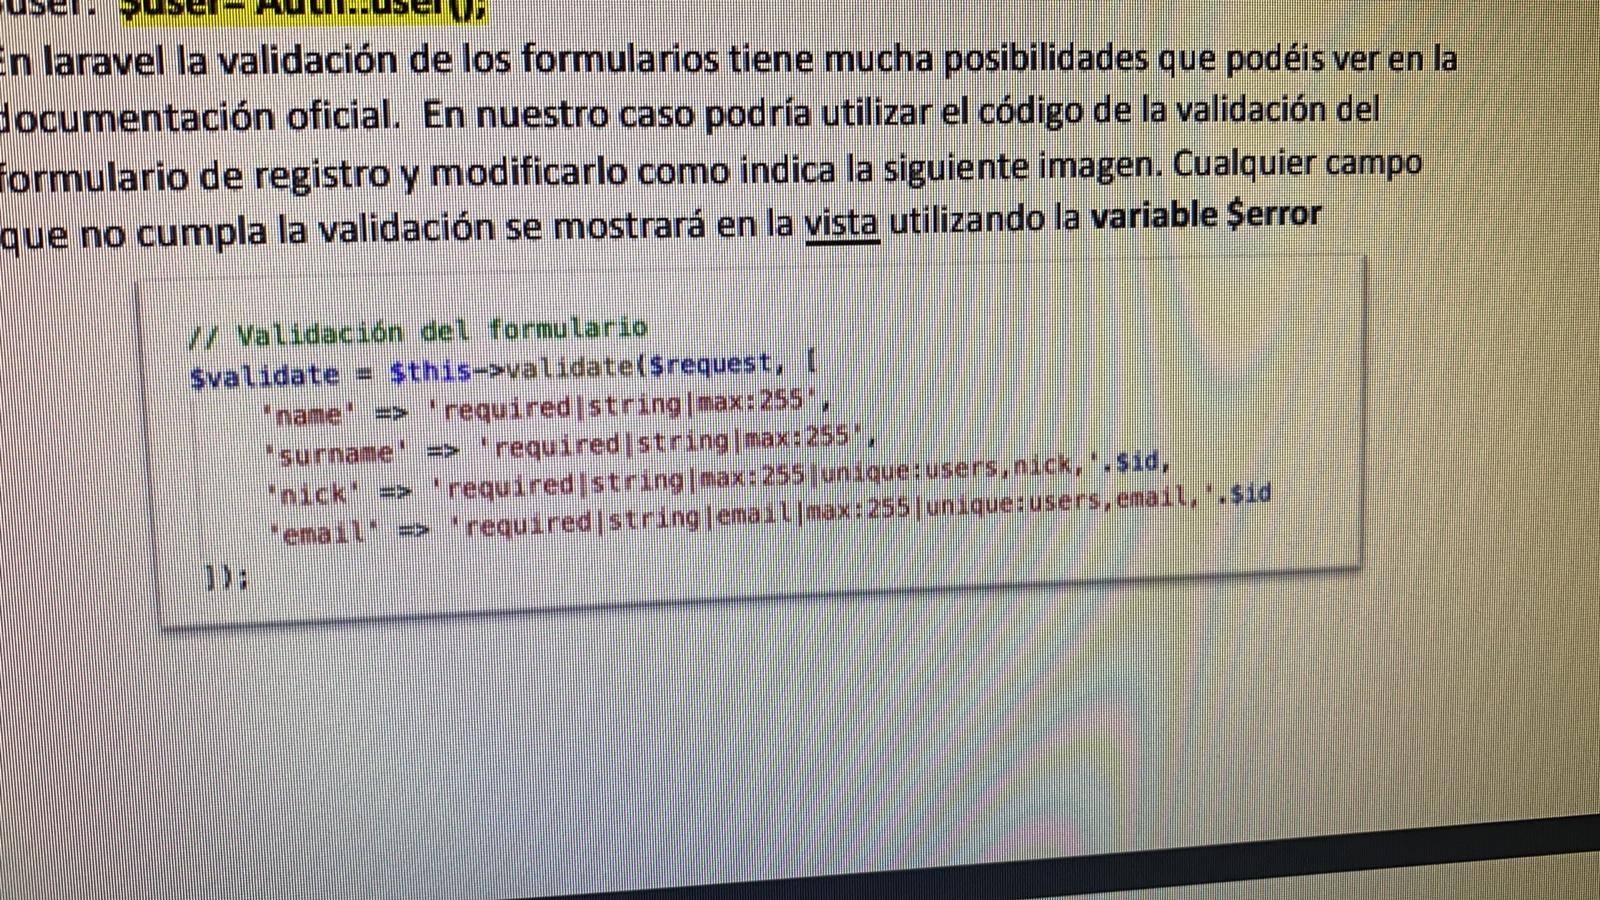 user: $user= Auth::user();
En laravel la validación de los formularios tiene mucha posibilidades que podéis ver en la
documentación oficial. En nuestro caso podría utilizar el código de la validación del
formulario de registro y modificarlo como indica la siguiente imagen. Cualquier campo
que no cumpla la validación se mostrará en la vista utilizando la variable $error
// Validación del formulario
$validate = $this->validate($request, [
'name' => 'required|string|max:255',
'surname' => 'required|string|max:255',
'nick' => 'required|string|max:255|unique:users,nick,'.$id,
'email' => 'required|string|email|max:255|unique:users,email,'.$id
]);